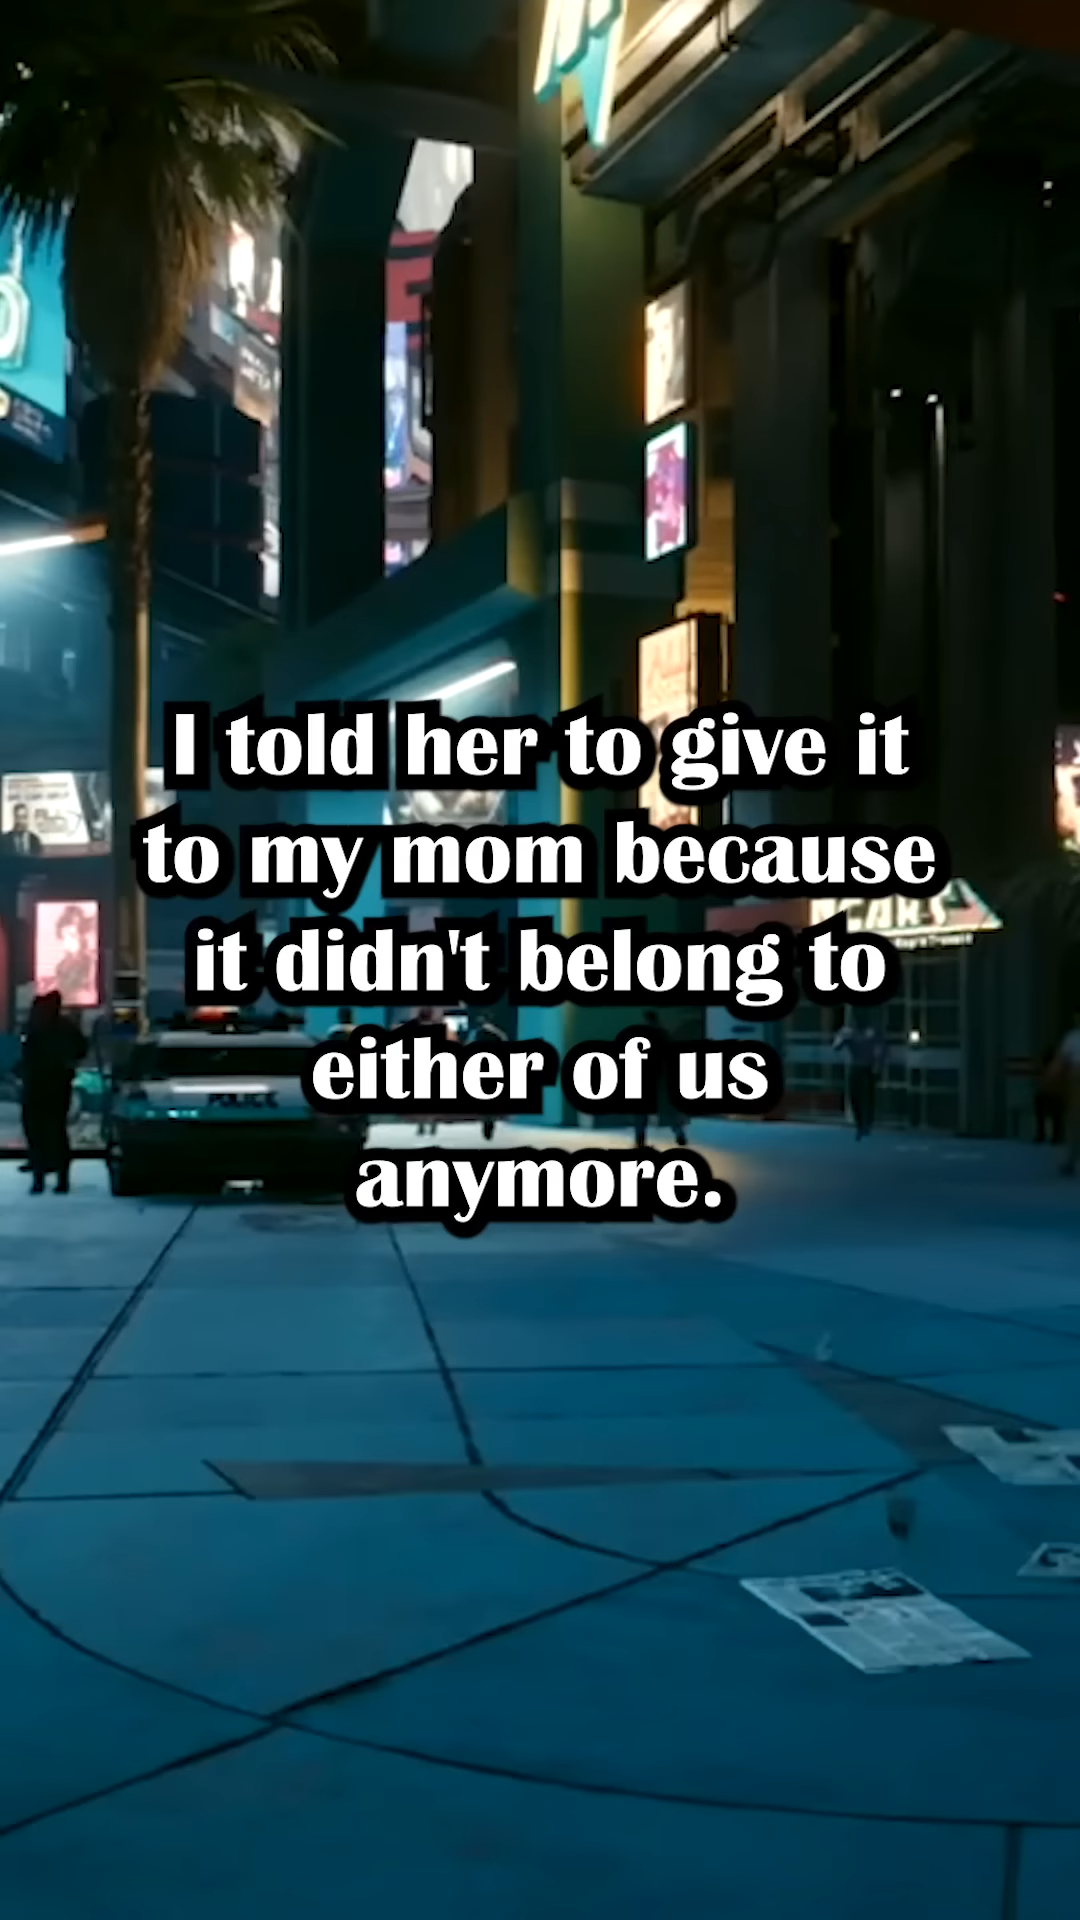 I told her to give it
to my mom because
it didn't belong to
either of us
anymore.